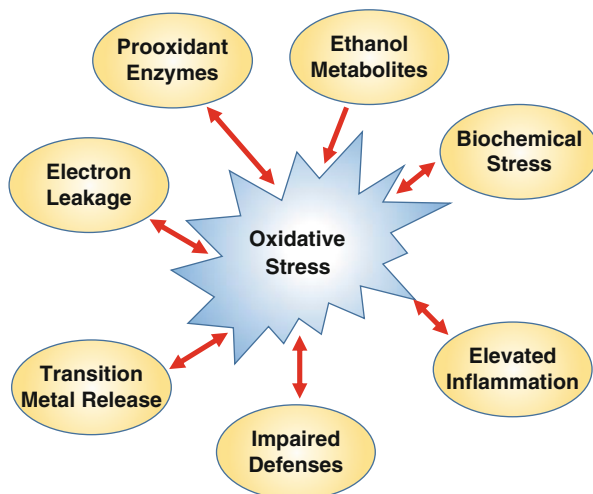 Prooxidant
Enzymes
Ethanol
Metabolites
Biochemical
Stress
Electron
Leakage
Oxidative
Stress
Elevated
Inflammation
Transition
Metal Release
Impaired
Defenses